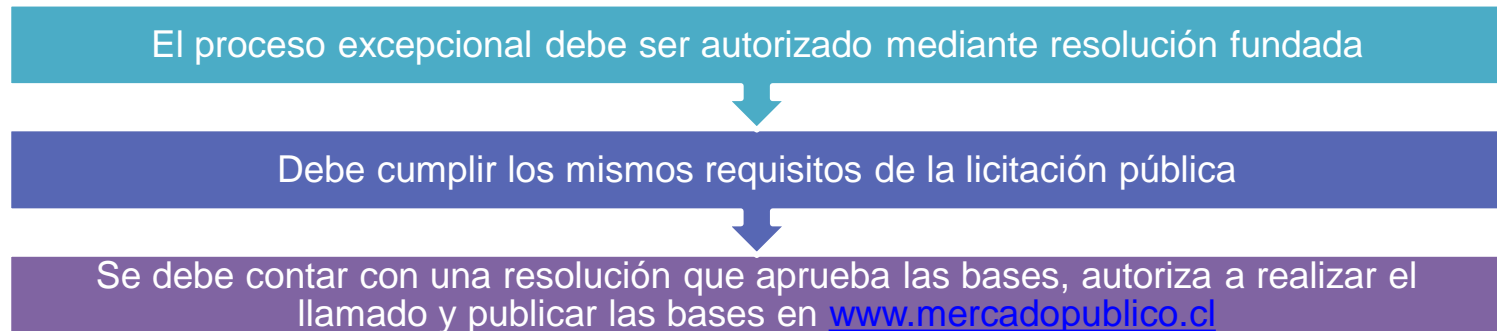 El proceso excepcional debe ser autorizado mediante resolución fundada
Debe cumplir los mismos requisitos de la licitación pública
Se debe contar con una resolución que aprueba las bases, autoriza a realizar el
llamado y publicar las bases en www.mercadopublico.cl